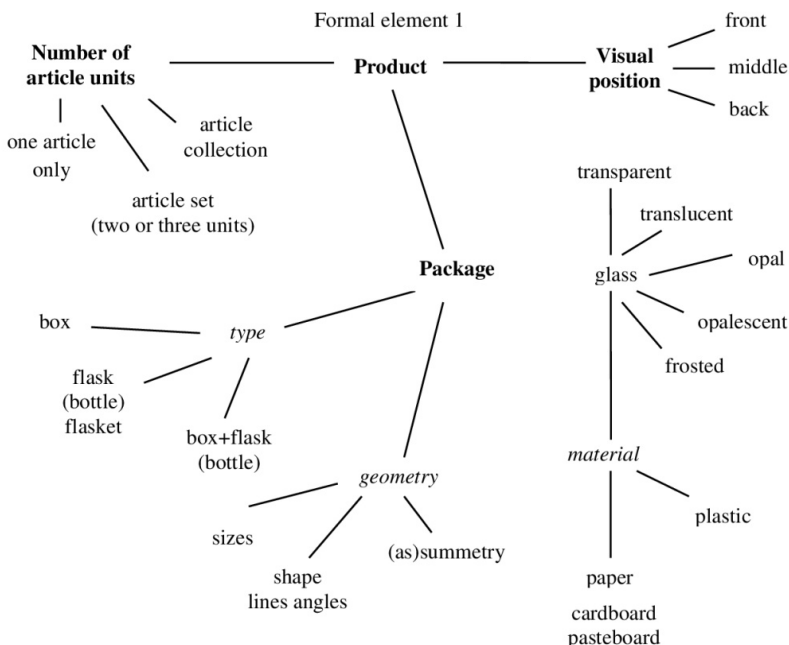 Formal element 1
Number of
article units
Product
Visual
position
front
middle
back
one article
only
article
collection
article set
(two or three units)
transparent
translucent
glass
opal
opalescent
frosted
Package
type
box
flask
(bottle)
flasket
box+flask
(bottle)
geometry
sizes
shape
lines angles
(as)summetry
material
plastic
paper
cardboard
pasteboard